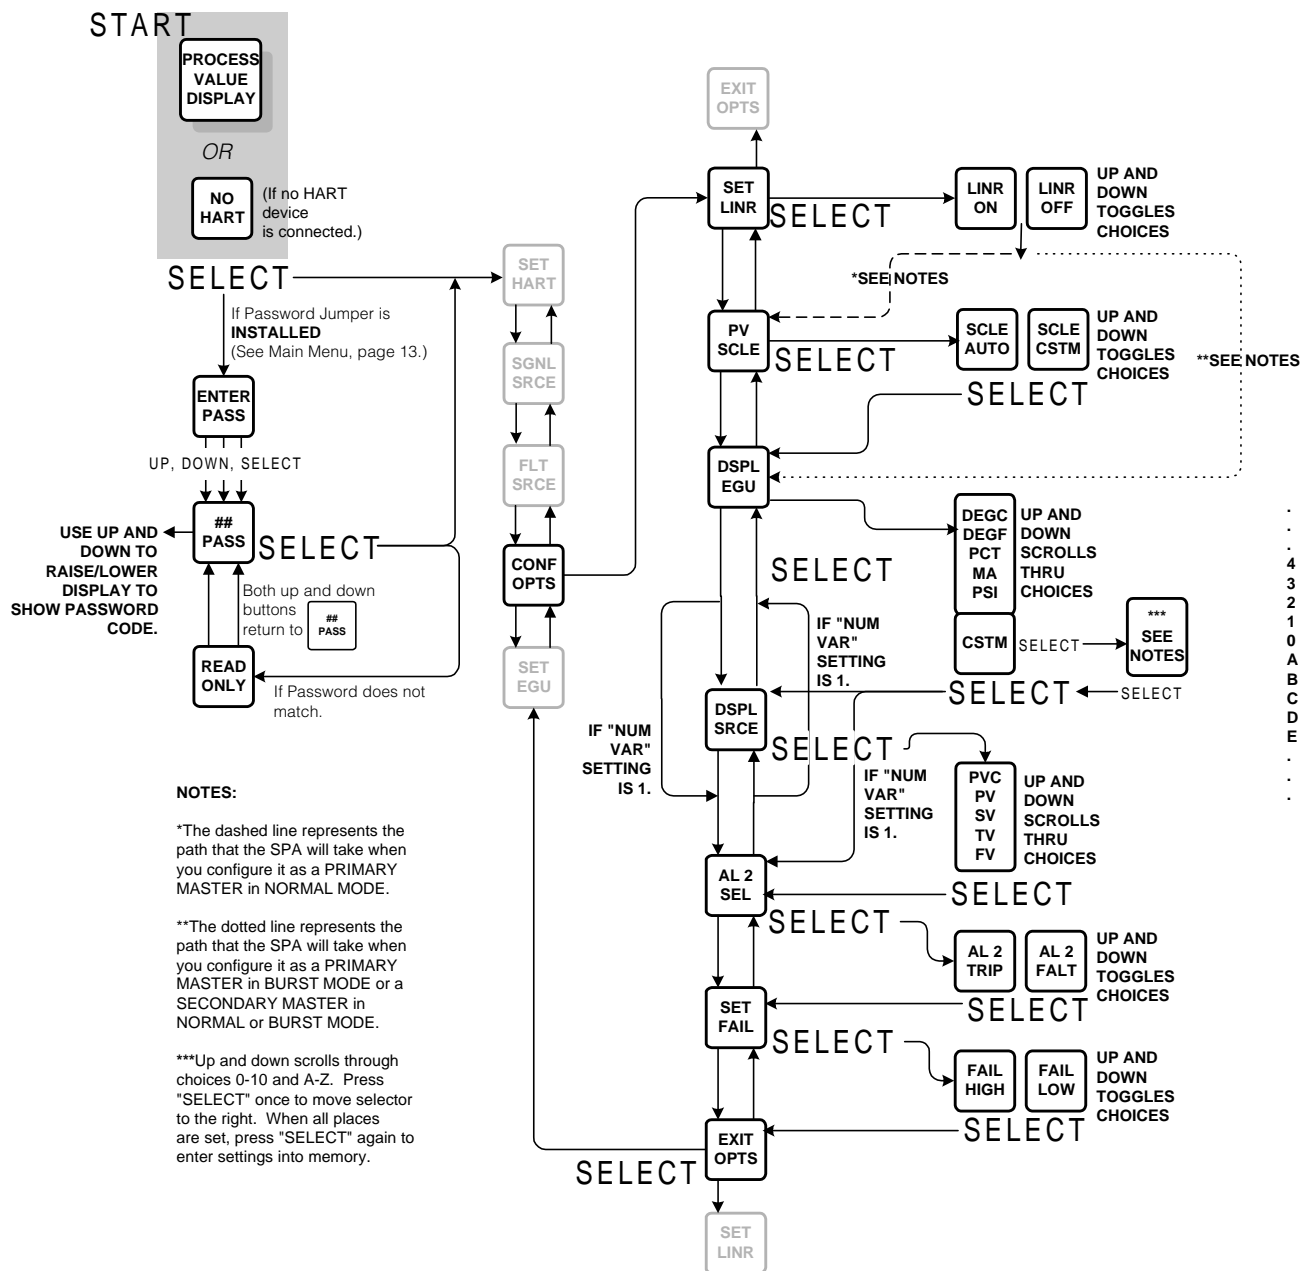 START
PROCESS
VALUE
DISPLAY
OR
NO
HART
(If no HART
device
is connected.)
SELECT
If Password Jumper is
INSTALLED
(See Main Menu, page 13.)
ENTER
PASS
UP, DOWN, SELECT
##
PASS
SELECT
USE UP AND
DOWN TO
RAISE/LOWER
DISPLAY TO
SHOW PASSWORD
CODE.
Both up and down
buttons
return to
##
PASS
READ
ONLY
If Password does not
match.
NOTES:
*The dashed line represents the
path that the SPA will take when
you configure it as a PRIMARY
MASTER in NORMAL MODE.
**The dotted line represents the
path that the SPA will take when
you configure it as a PRIMARY
MASTER in BURST MODE or a
SECONDARY MASTER in
NORMAL or BURST MODE.
***Up and down scrolls through
choices 0-10 and A-Z. Press
"SELECT" once to move selector
to the right. When all places
are set, press "SELECT" again to
enter settings into memory.
SET
HART
SGNL
SRCE
FLT
SRCE
CONF
OPTS
SET
EGU
EXIT
OPTS
SET
LINR
SELECT
LINR
ON
LINR
OFF
UP AND
DOWN
TOGGLES
CHOICES
*SEE NOTES
**SEE NOTES
PV
SCLE
SELECT
SCLE
AUTO
SCLE
CSTM
UP AND
DOWN
TOGGLES
CHOICES
SELECT
DSPL
EGU
SELECT
DEGC
DEGF
PCT
MA
PSI
UP AND
DOWN
SCROLLS
THRU
CHOICES
CSTM
SELECT
***
SEE
NOTES
SELECT
SELECT
.
.
.
4
3
2
1
0
A
B
C
D
E
.
.
.
IF "NUM
VAR"
SETTING
IS 1.
IF "NUM
VAR"
SETTING
IS 1.
DSPL
SRCE
SELECT
IF "NUM
VAR"
SETTING
IS 1.
PVC
PV
SV
TV
FV
UP AND
DOWN
SCROLLS
THRU
CHOICES
SELECT
AL 2
SEL
SELECT
AL 2
TRIP
AL 2
FALT
UP AND
DOWN
TOGGLES
CHOICES
SELECT
SET
FAIL
SELECT
FAIL
HIGH
FAIL
LOW
UP AND
DOWN
TOGGLES
CHOICES
SELECT
EXIT
OPTS
SELECT
SET
LINR